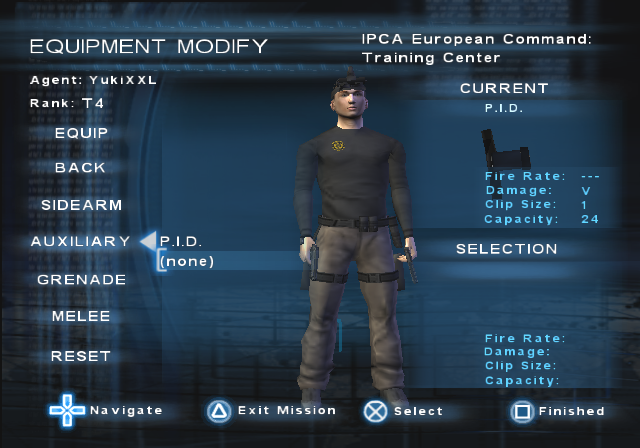 EQUIPMENT MODIFY
IPCA European Command:
Training Center
Agent: YukiXXL
Rank: T4
CURRENT
P.I.D.
EQUIP
BACK
SIDEARM
AUXILIARY
GRENADE
MELEE
RESET
P.I.D.
(none)
Fire Rate: ---
Damage: V
Clip Size: 1
Capacity: 24
SELECTION
Fire Rate:
Damage:
Clip Size:
Capacity:
Navigate
Exit Mission
Select
Finished